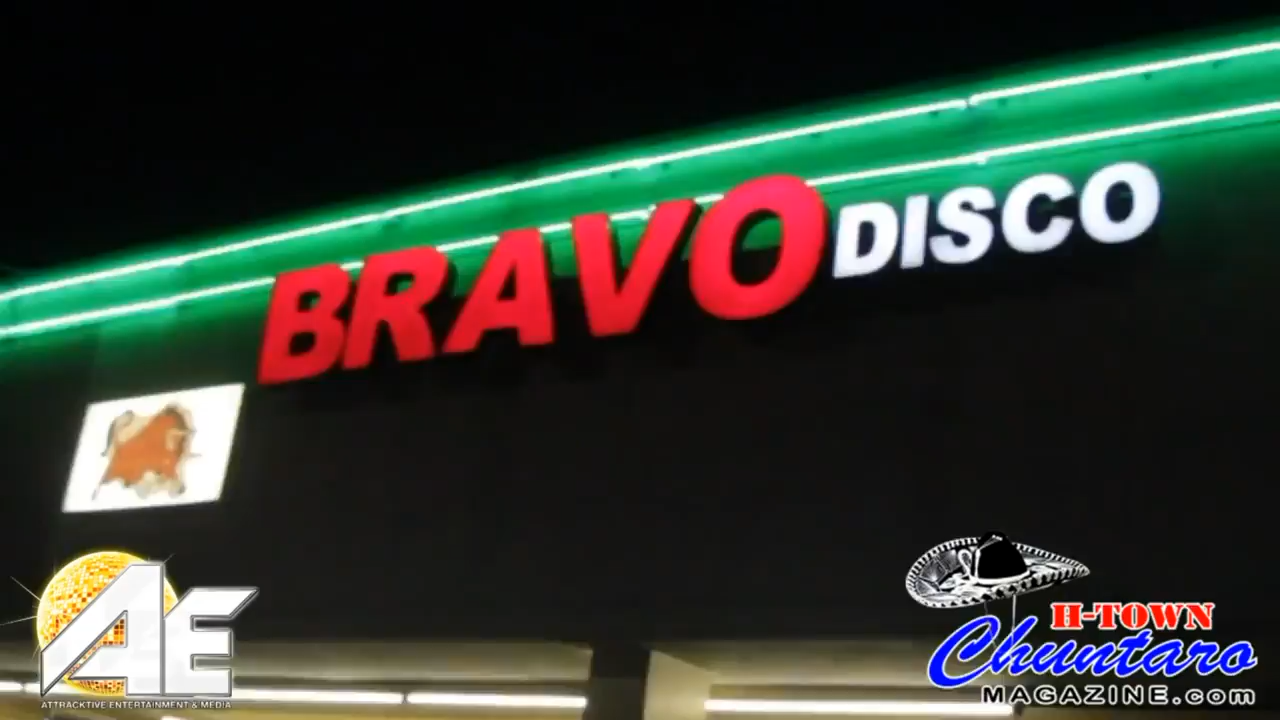 BRAVO DISCO
AE
ATTRACKTIVE ENTERTAINMENT & MEDIA
H-TOWN
Chuntaro
MAGAZINE.com